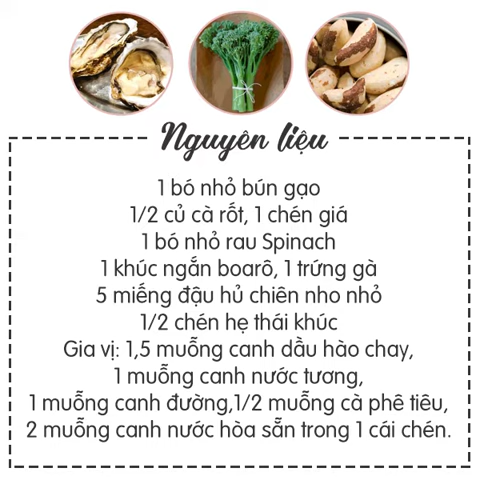 Nguyên liệu
1 bó nhỏ bún gạo
1/2 củ cà rốt, 1 chén giá
1 bó nhỏ rau Spinach
1 khúc ngắn boarô, 1 trứng gà
5 miếng đậu hủ chiên nho nhỏ
1/2 chén hẹ thái khúc
Gia vị: 1,5 muỗng canh dầu hào chay,
1 muỗng canh nước tương,
1 muỗng canh đường,1/2 muỗng cà phê tiêu,
2 muỗng canh nước hòa sẵn trong 1 cái chén.